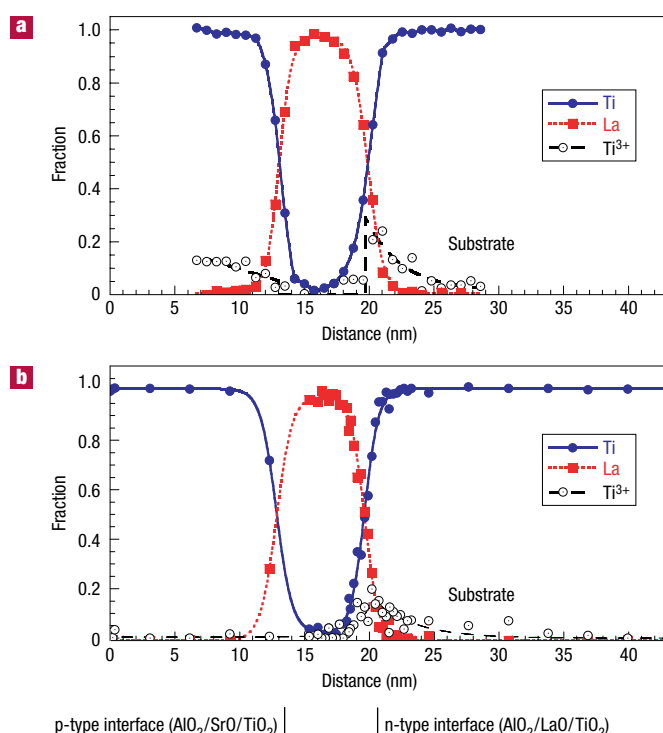 a
1.0
0.8
0.6
0.4
0.2
0
Fraction
Ti
La
Ti³⁺
Substrate
0 5 10 15 20 25 30 35 40
Distance (nm)
b
1.0
0.8
0.6
0.4
0.2
0
Fraction
Ti
La
Ti³⁺
Substrate
0 5 10 15 20 25 30 35 40
Distance (nm)
p-type interface (AlO₂/SrO/TiO₂) n-type interface (AlO₂/LaO/TiO₂)